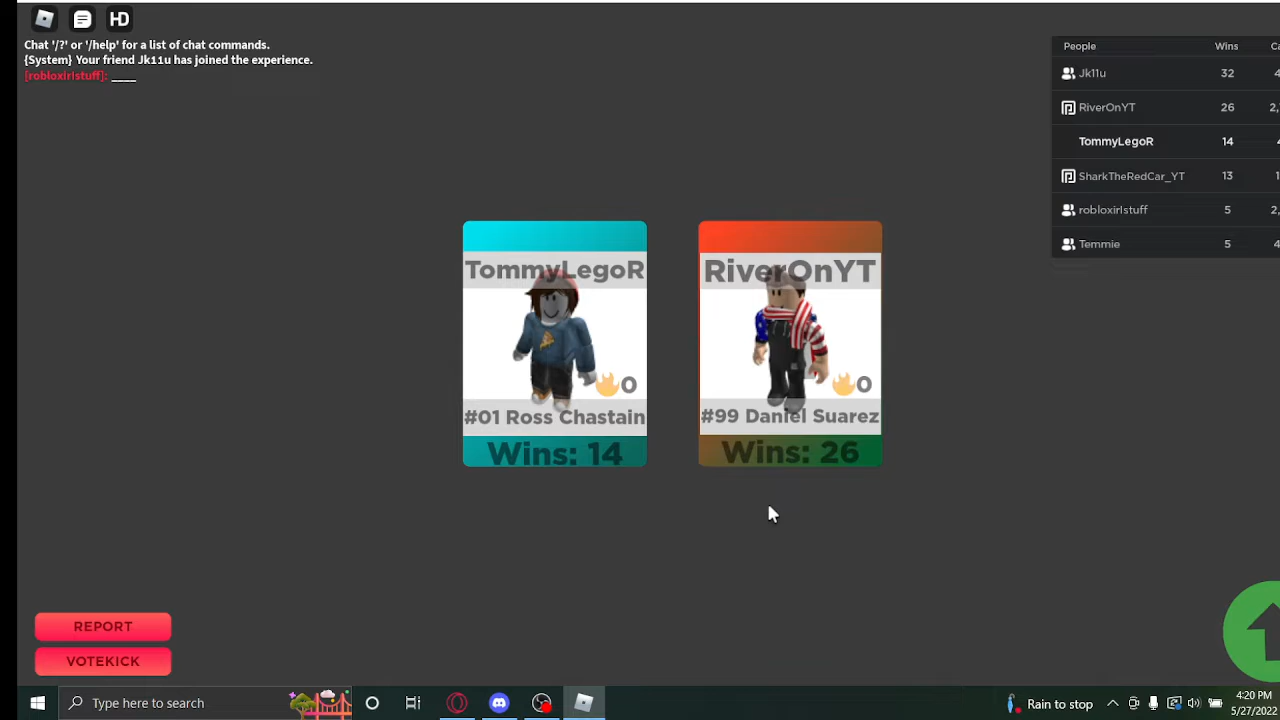 HD
Chat '/?' or '/help' for a list of chat commands.
{System} Your friend Jk11u has joined the experience.
[robloxirlstuff]: ____
People Wins
Jk11u 32
RiverOnYT 26
TommyLegoR 14
SharkTheRedCar_YT 13
robloxirlstuff 5
Temmie 5
TommyLegoR
0
#01 Ross Chastain
Wins: 14
RiverOnYT
0
#99 Daniel Suarez
Wins: 26
REPORT
VOTEKICK
Type here to search
Rain to stop
4:20 PM
5/27/2022